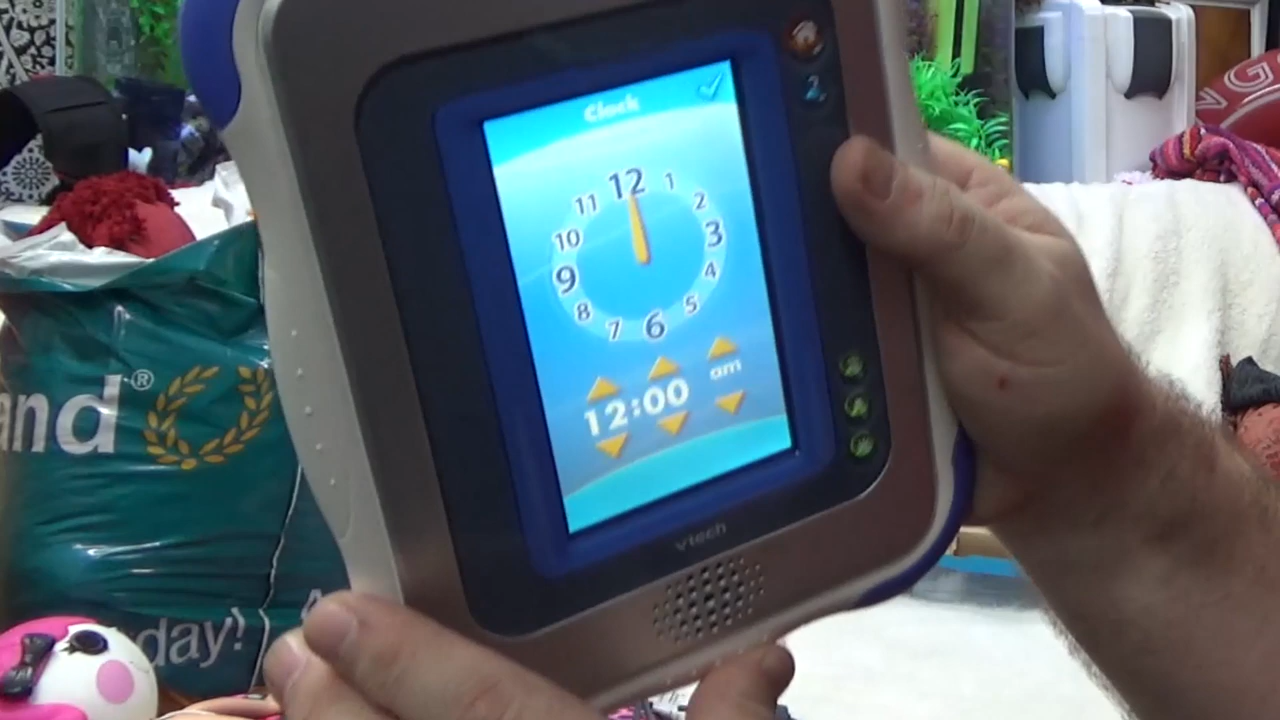 Clock
12
11 1
10 2
9 3
8 4
7 5
6
am
12:00
Vtech
and®
day!
VG